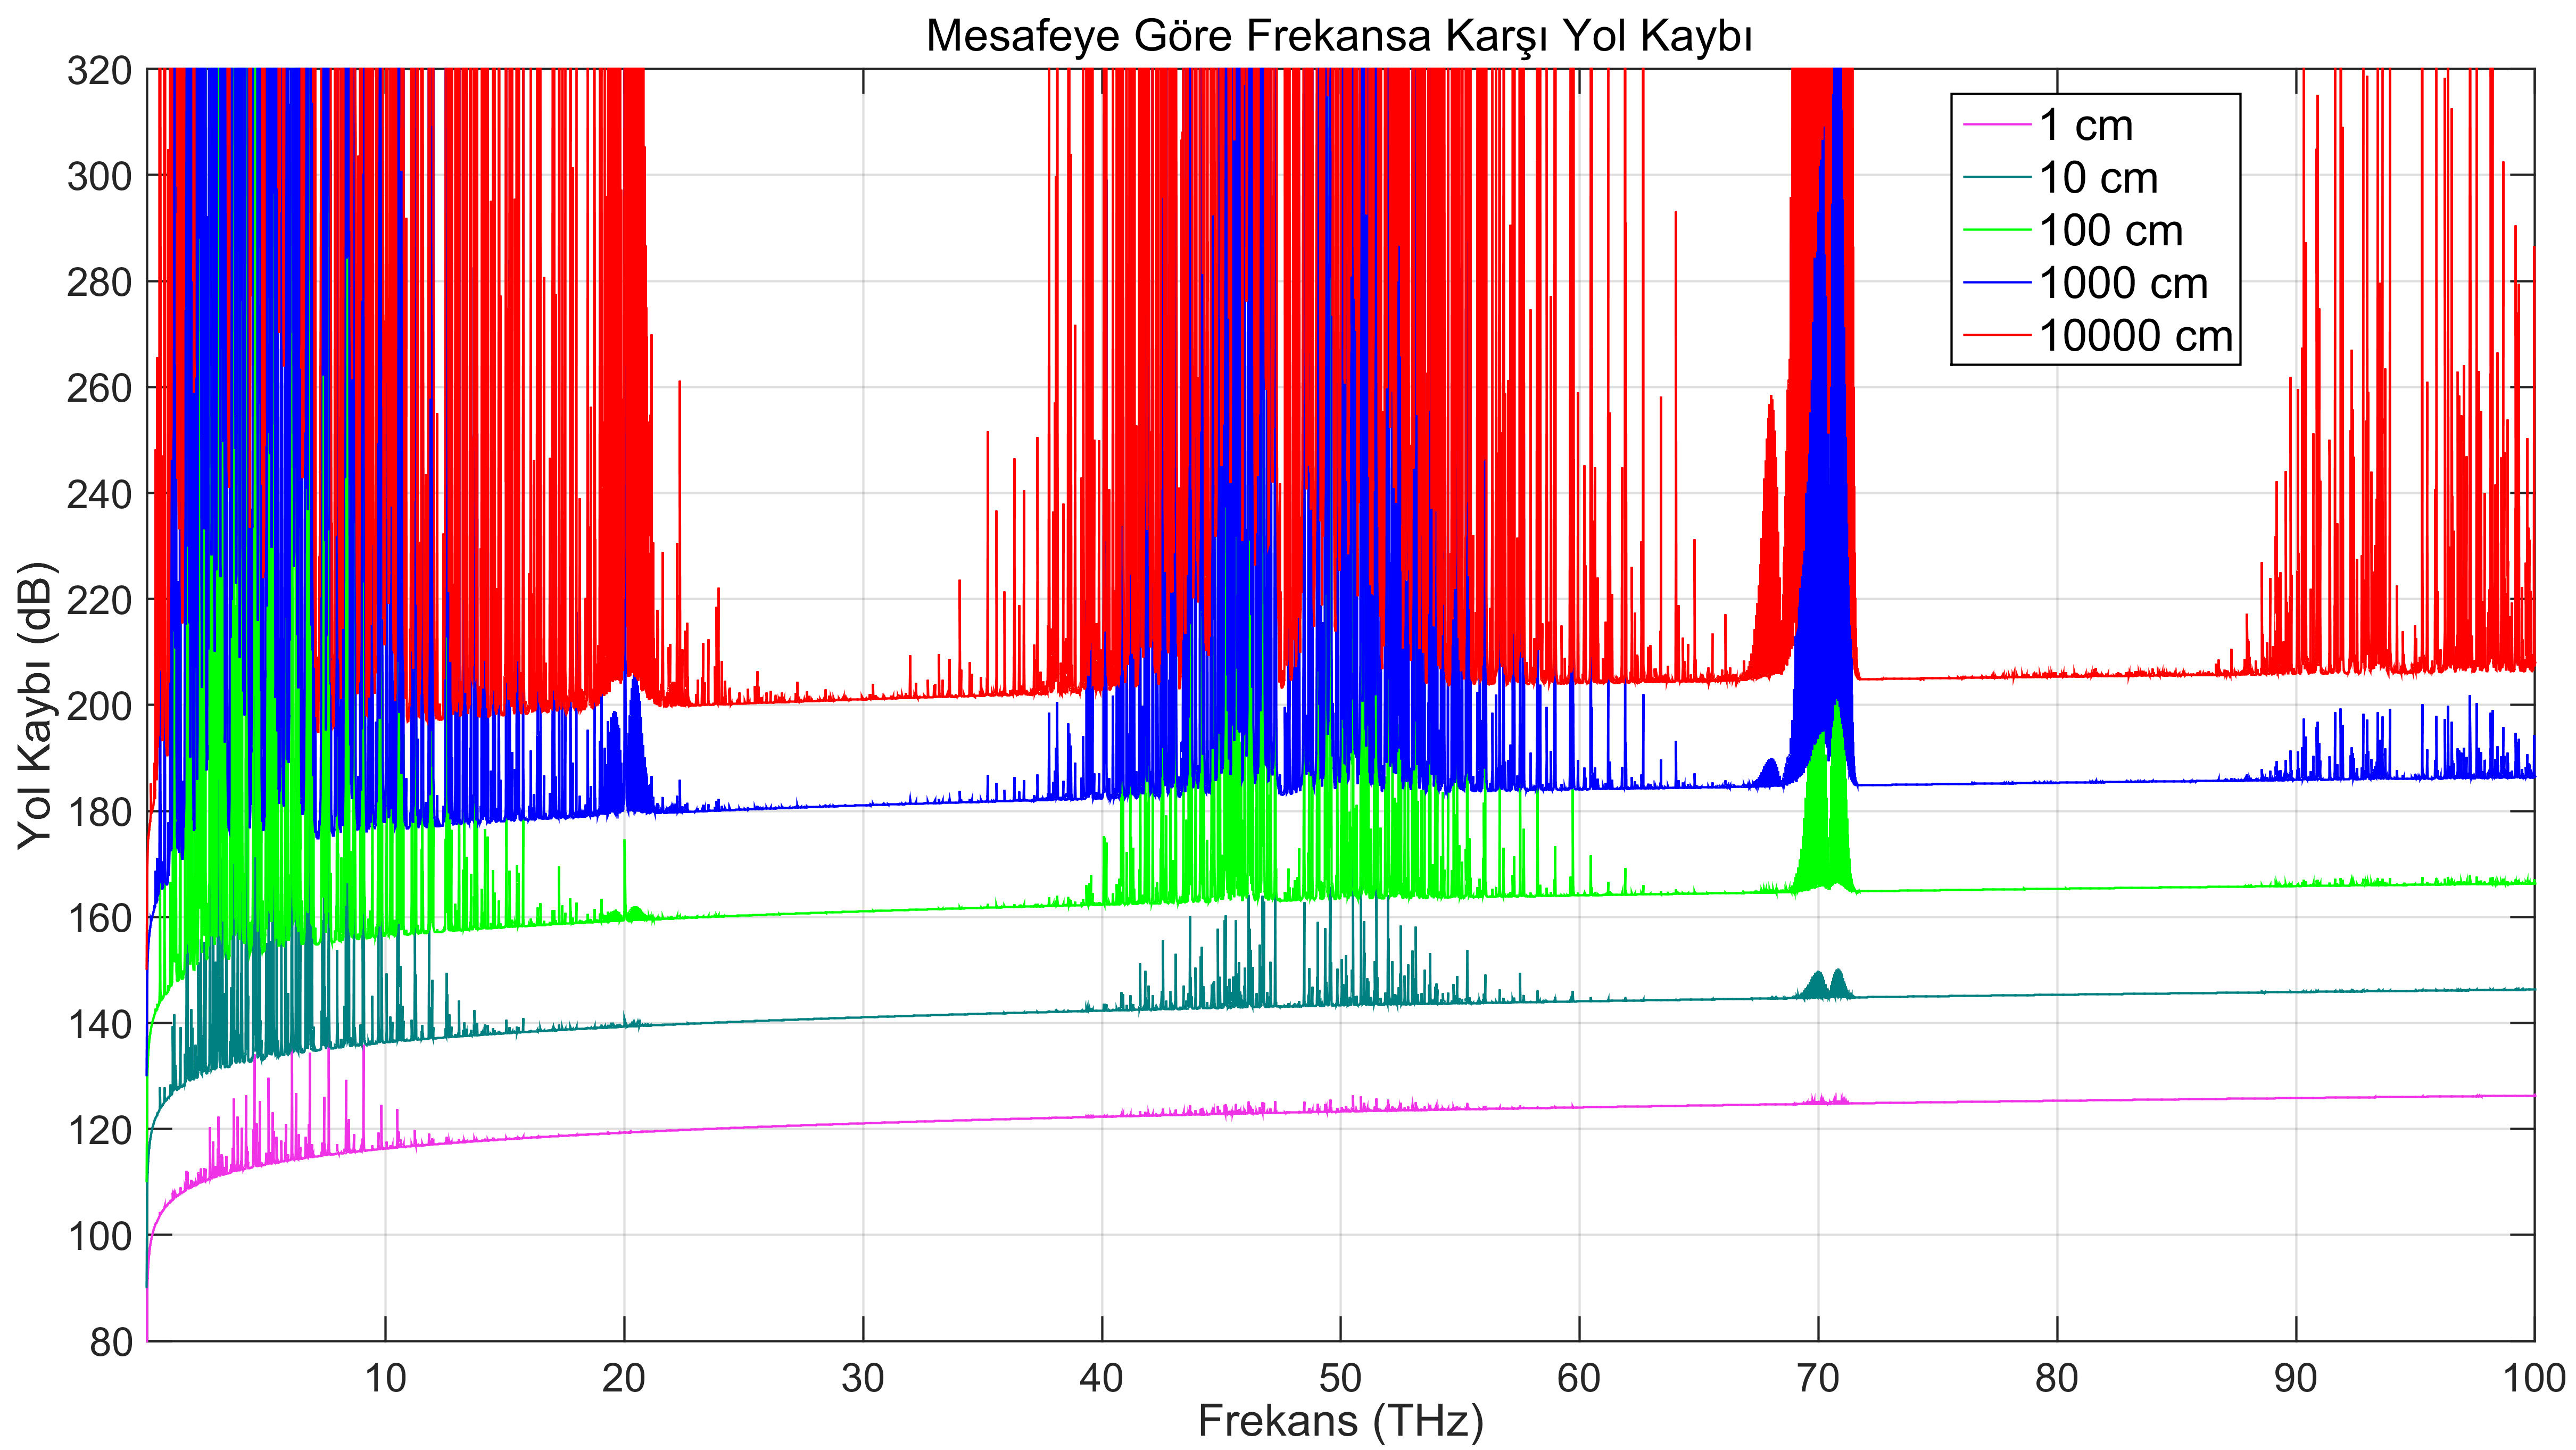 Mesafeye Göre Frekansa Karşı Yol Kaybı
320
300
280
260
240
220
200
180
160
140
120
100
80
Yol Kaybı (dB)
1 cm
10 cm
100 cm
1000 cm
10000 cm
10 20 30 40 50 60 70 80 90 100
Frekans (THz)